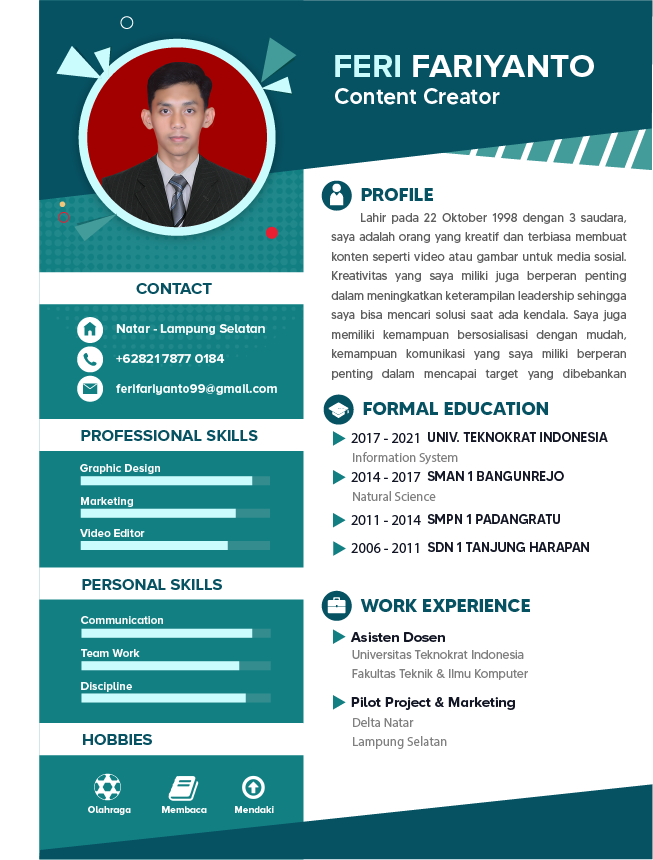 FERI FARIYANTO
Content Creator
CONTACT
Natar - Lampung Selatan
+62821 7877 0184
ferifariyanto99@gmail.com
PROFESSIONAL SKILLS
Graphic Design
Marketing
Video Editor
PERSONAL SKILLS
Communication
Team Work
Discipline
HOBBIES
Olahraga
Membaca
Mendaki
PROFILE
Lahir pada 22 Oktober 1998 dengan 3 saudara,
saya adalah orang yang kreatif dan terbiasa membuat
konten seperti video atau gambar untuk media sosial.
Kreativitas yang saya miliki juga berperan penting
dalam meningkatkan keterampilan leadership sehingga
saya bisa mencari solusi saat ada kendala. Saya juga
memiliki kemampuan bersosialisasi dengan mudah,
kemampuan komunikasi yang saya miliki berperan
penting dalam mencapai target yang dibebankan
FORMAL EDUCATION
2017 - 2021 UNIV. TEKNOKRAT INDONESIA
Information System
2014 - 2017 SMAN 1 BANGUNREJO
Natural Science
2011 - 2014 SMPN 1 PADANGRATU
2006 - 2011 SDN 1 TANJUNG HARAPAN
WORK EXPERIENCE
Asisten Dosen
Universitas Teknokrat Indonesia
Fakultas Teknik & Ilmu Komputer
Pilot Project & Marketing
Delta Natar
Lampung Selatan